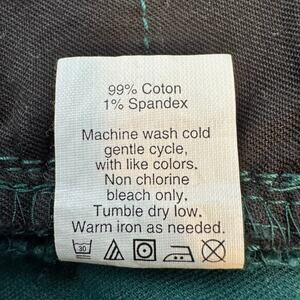 99% Coton
1% Spandex
Machine wash cold
gentle cycle,
with like colors.
Non chlorine
bleach only.
Tumble dry low.
Warm iron as needed.
30